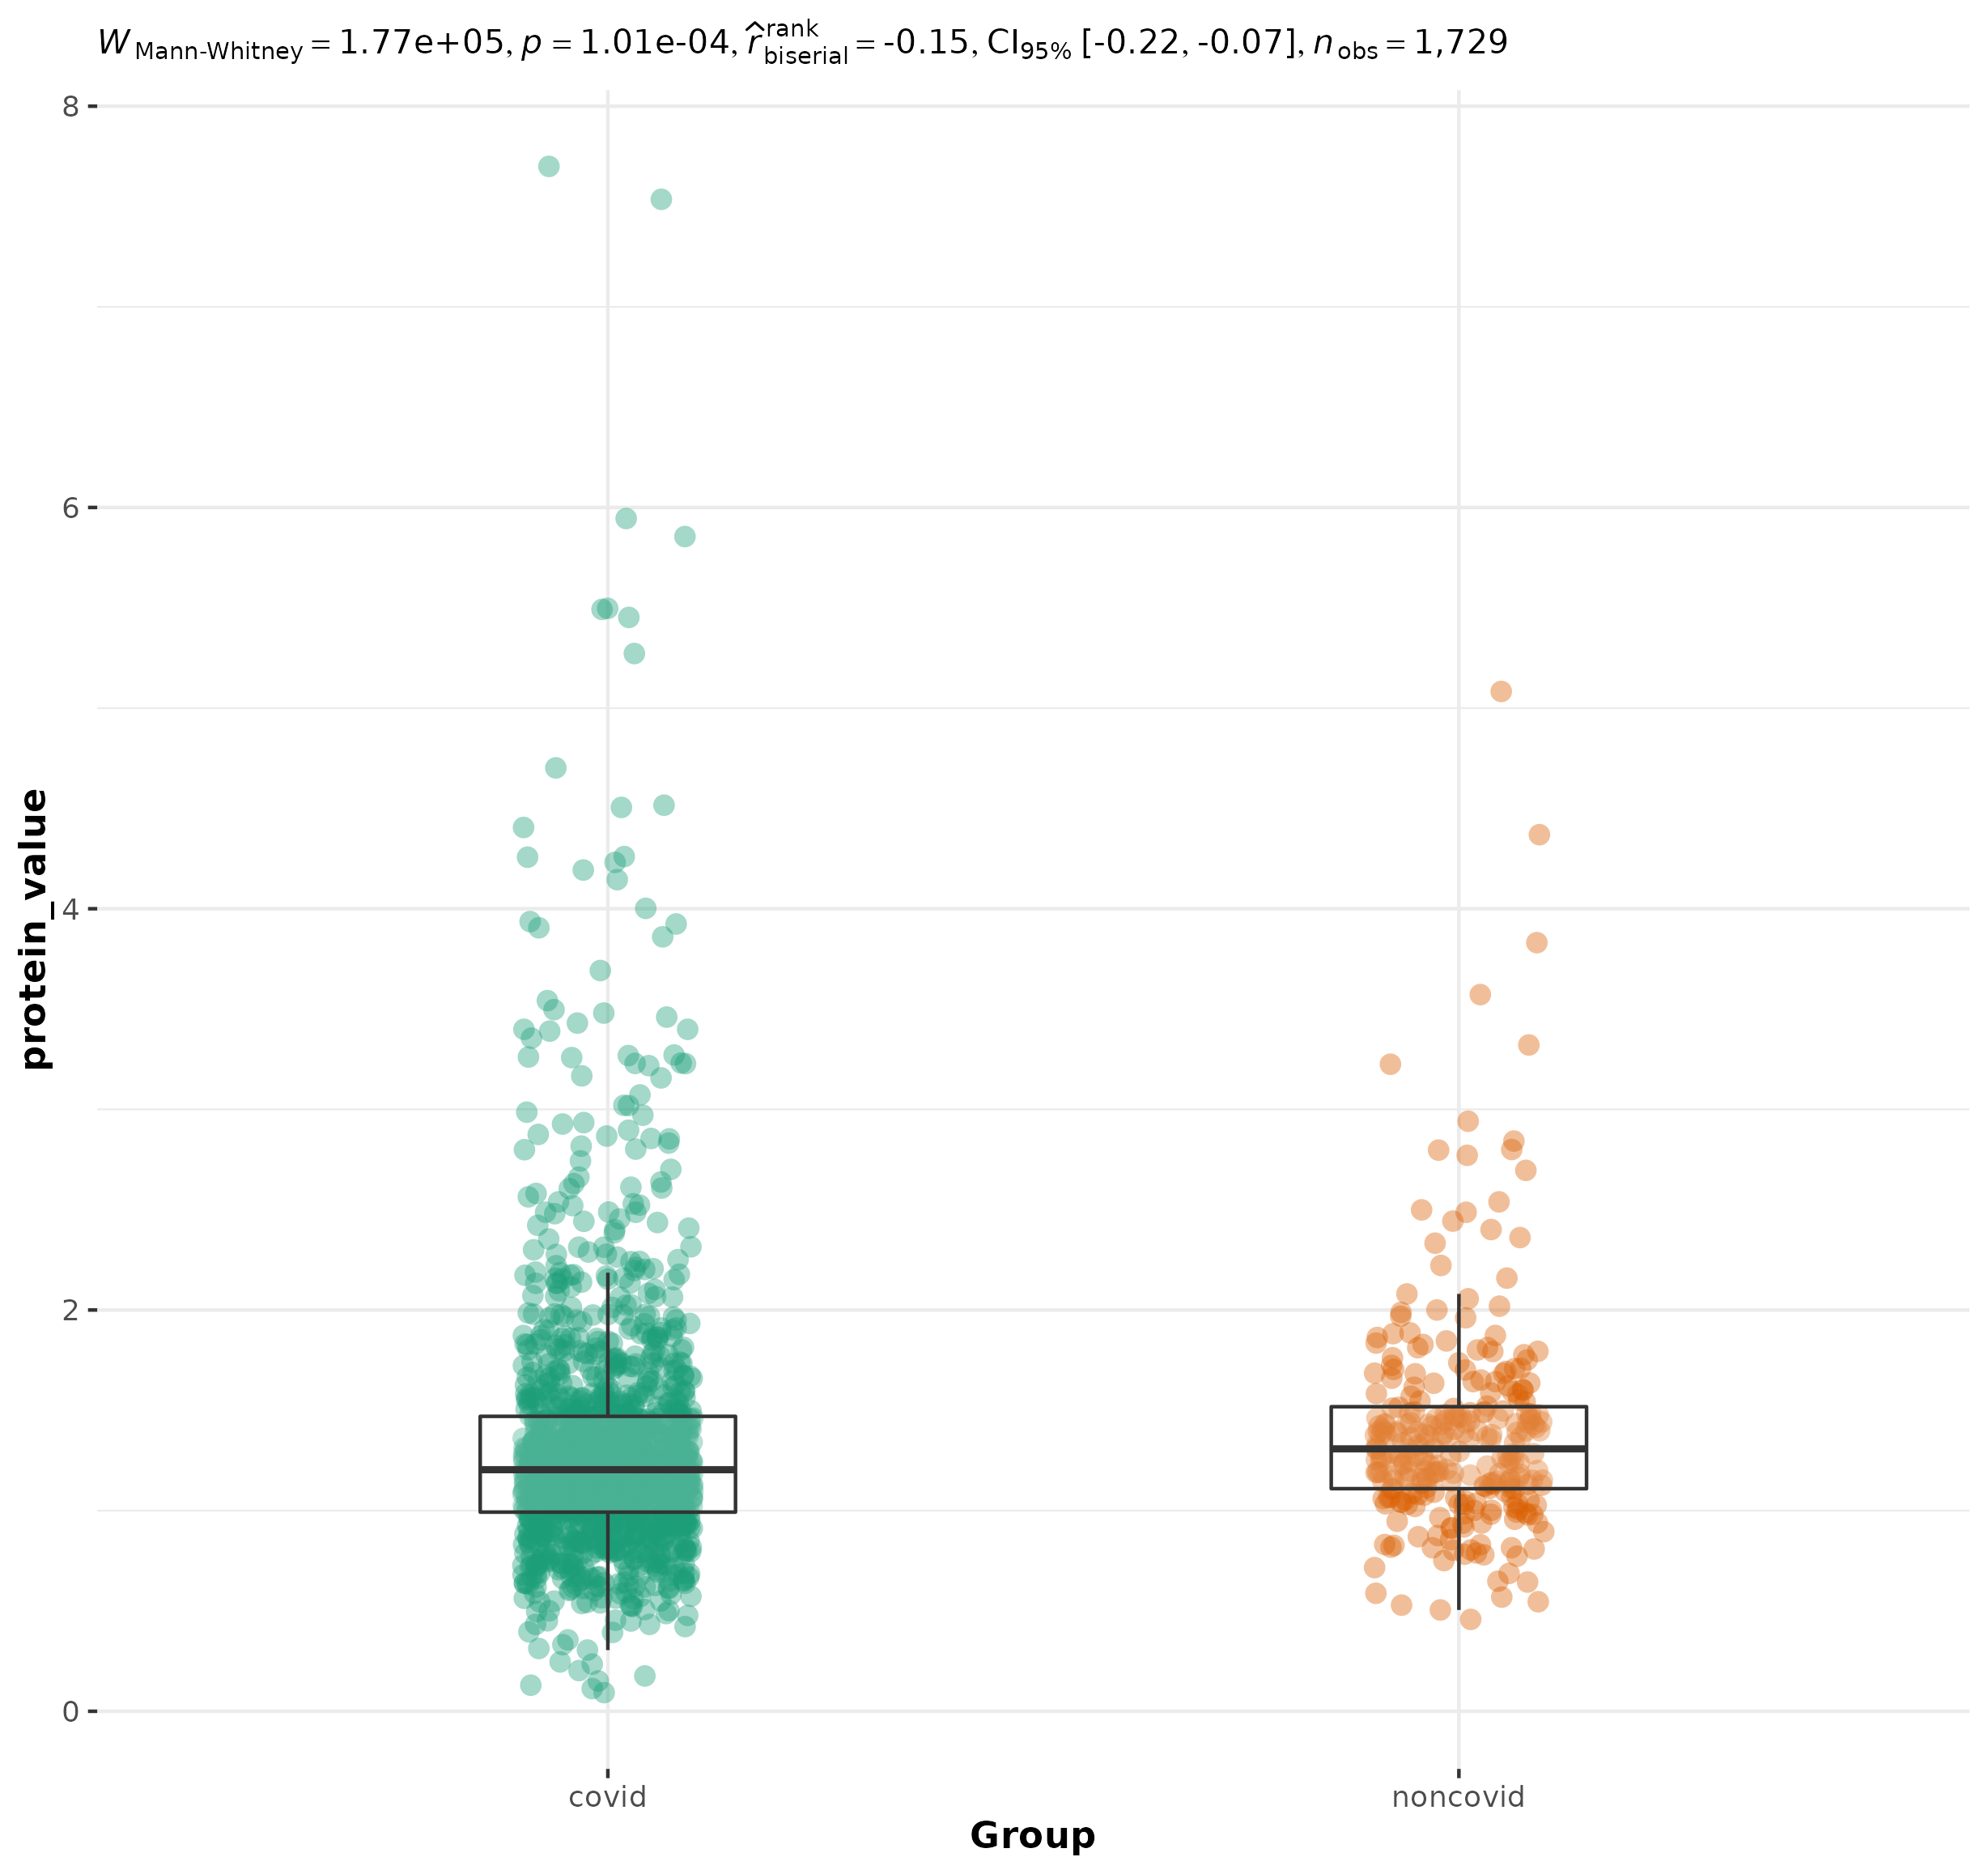 W Mann-Whitney = 1.77e+05, p = 1.01e-04, r̂ rank biserial = -0.15, CI95% [-0.22, -0.07], n obs = 1,729
8
6
4
2
0
protein_value
covid
noncovid
Group